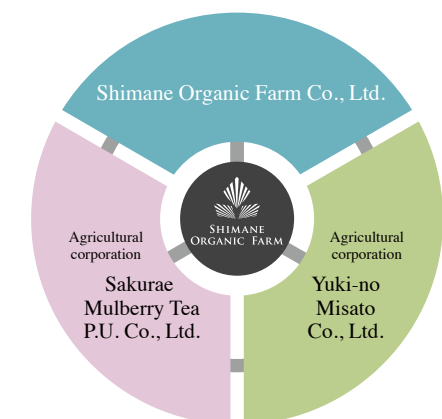 Shimane Organic Farm Co., Ltd.
SHIMANE
ORGANIC FARM
Agricultural
corporation
Sakurae
Mulberry Tea
P.U. Co., Ltd.
Agricultural
corporation
Yuki-no
Misato
Co., Ltd.